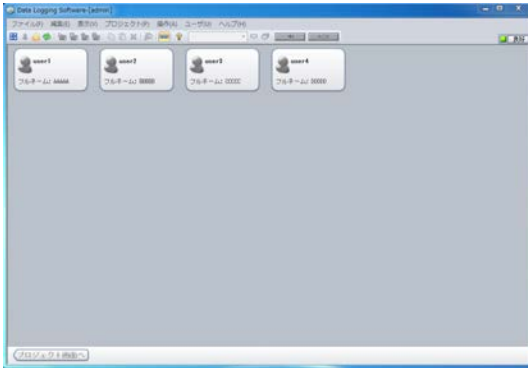 Data Logging Software-[admin]
ファイル(F) 編集(E) 表示(V) プロジェクト(P) 操作(A) ユーザ(U) ヘルプ(H)
良好
user1 user2 user3 user4
フルネーム: AAAAA フルネーム: BBBBB フルネーム: CCCCC フルネーム: DDDDD
プロジェクト画面へ